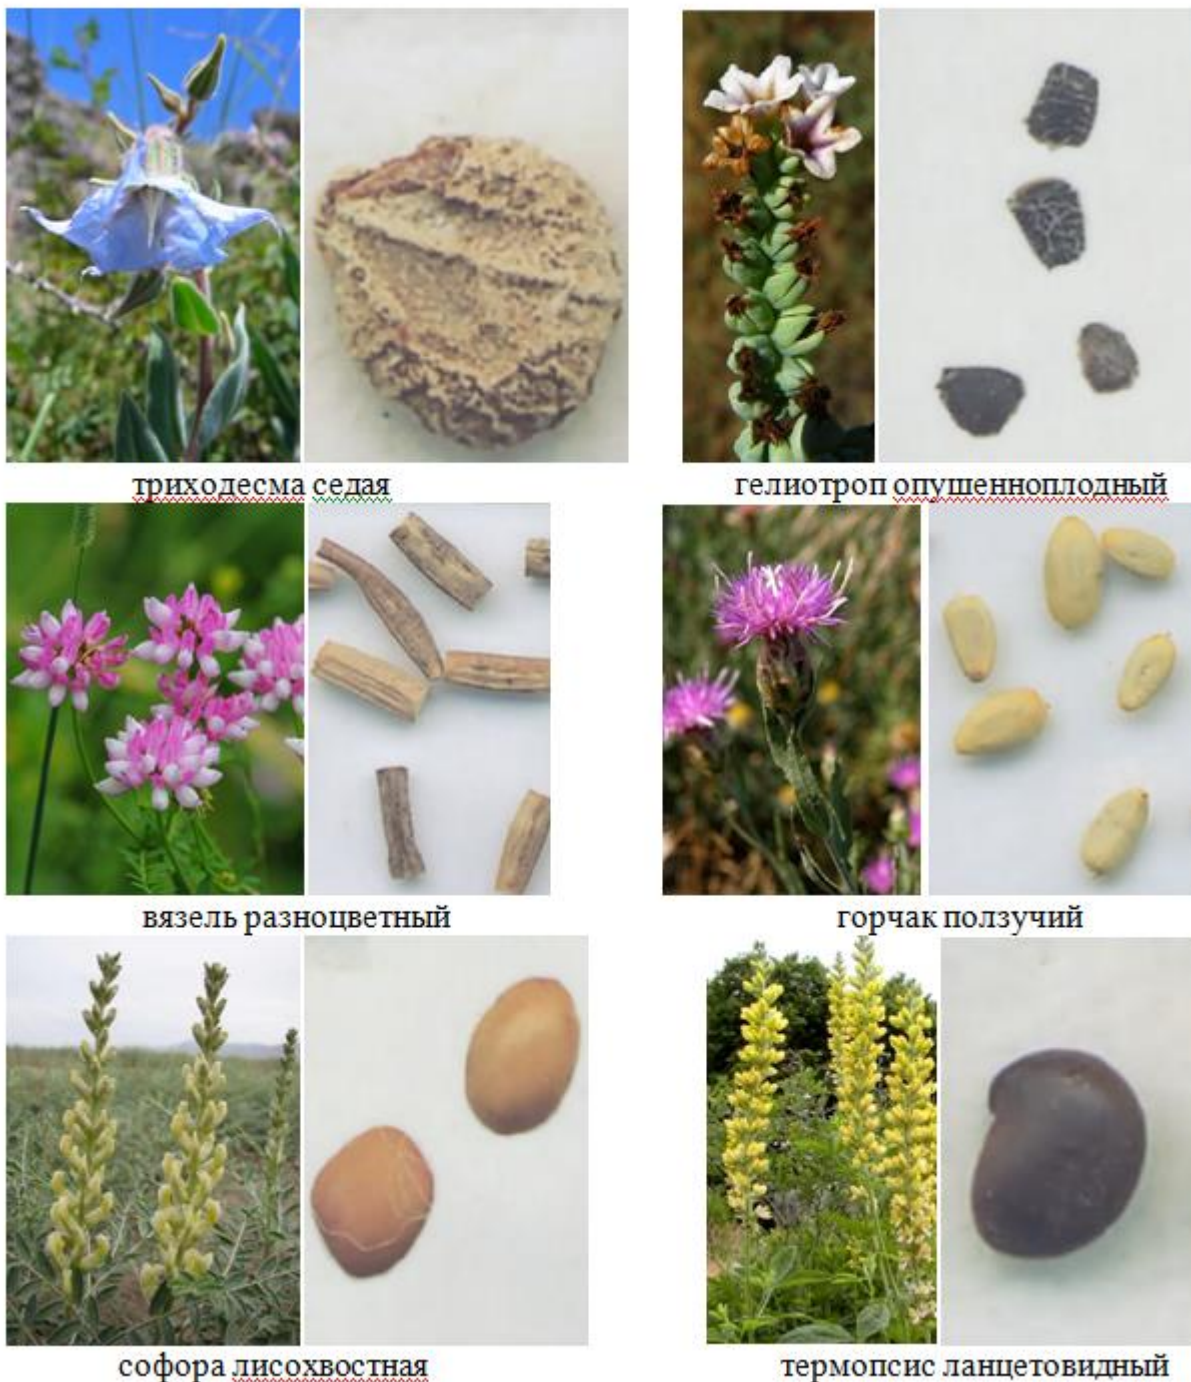 триходесма седая
гелиотроп опушенноплодный
вязель разноцветный
горчак ползучий
софора лисохвостная
термопсис ланцетовидный